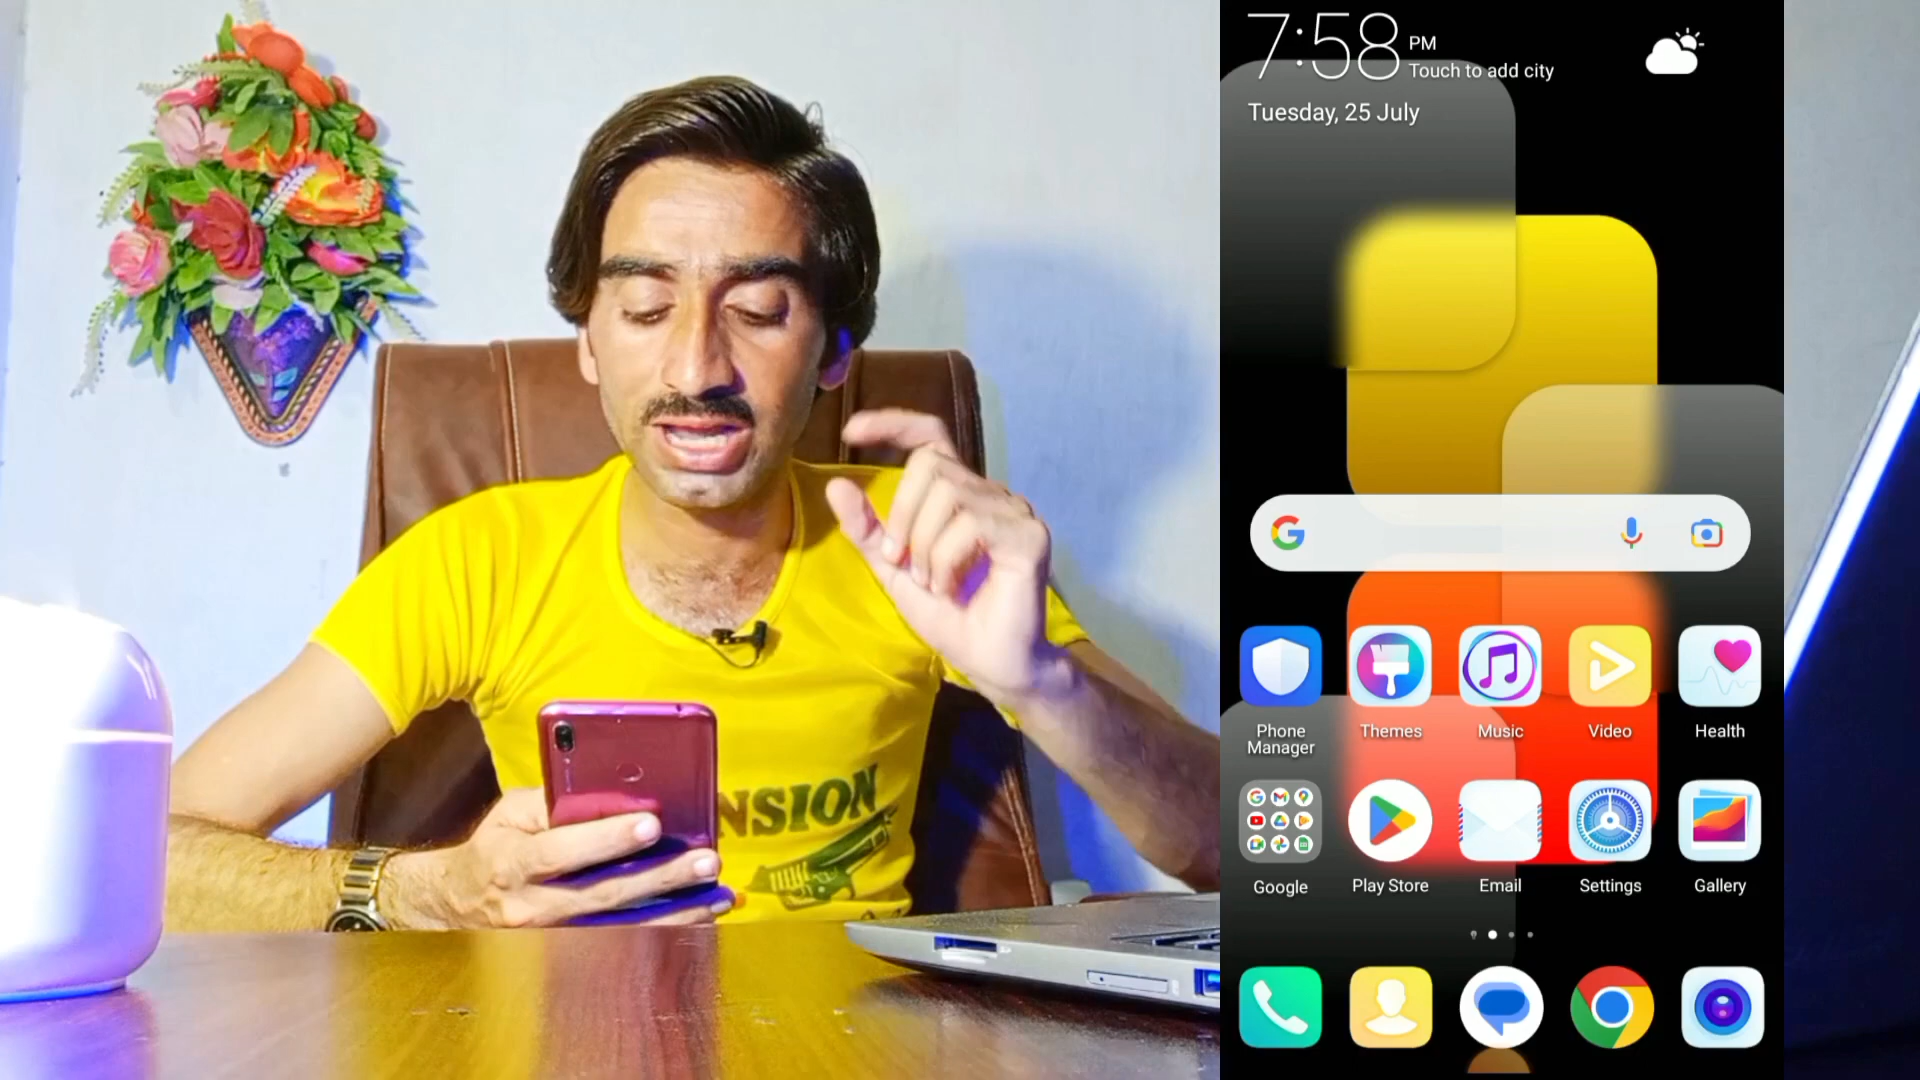 7:58 PM
Touch to add city
Tuesday, 25 July
NSION
Phone Manager
Themes
Music
Video
Health
Google
Play Store
Email
Settings
Gallery